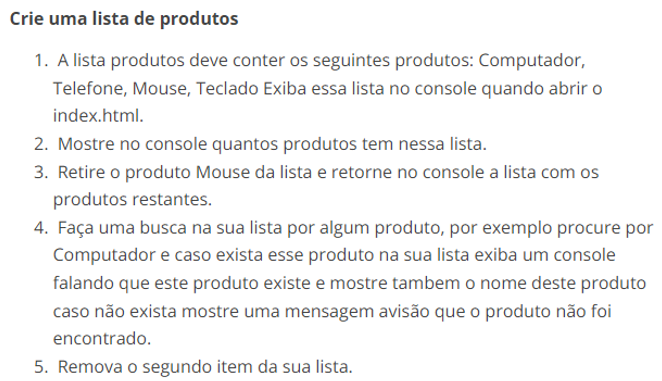 Crie uma lista de produtos
1. A lista produtos deve conter os seguintes produtos: Computador,
Telefone, Mouse, Teclado Exiba essa lista no console quando abrir o
index.html.
2. Mostre no console quantos produtos tem nessa lista.
3. Retire o produto Mouse da lista e retorne no console a lista com os
produtos restantes.
4. Faça uma busca na sua lista por algum produto, por exemplo procure por
Computador e caso exista esse produto na sua lista exiba um console
falando que este produto existe e mostre tambem o nome deste produto
caso não exista mostre uma mensagem avisão que o produto não foi
encontrado.
5. Remova o segundo item da sua lista.